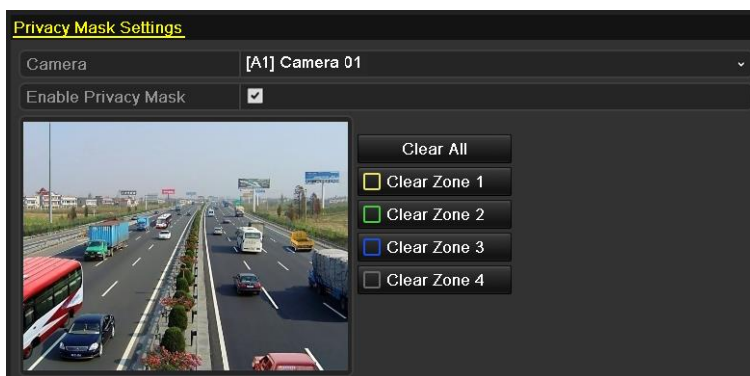 Privacy Mask Settings
Camera [A1] Camera 01
Enable Privacy Mask
Clear All
Clear Zone 1
Clear Zone 2
Clear Zone 3
Clear Zone 4